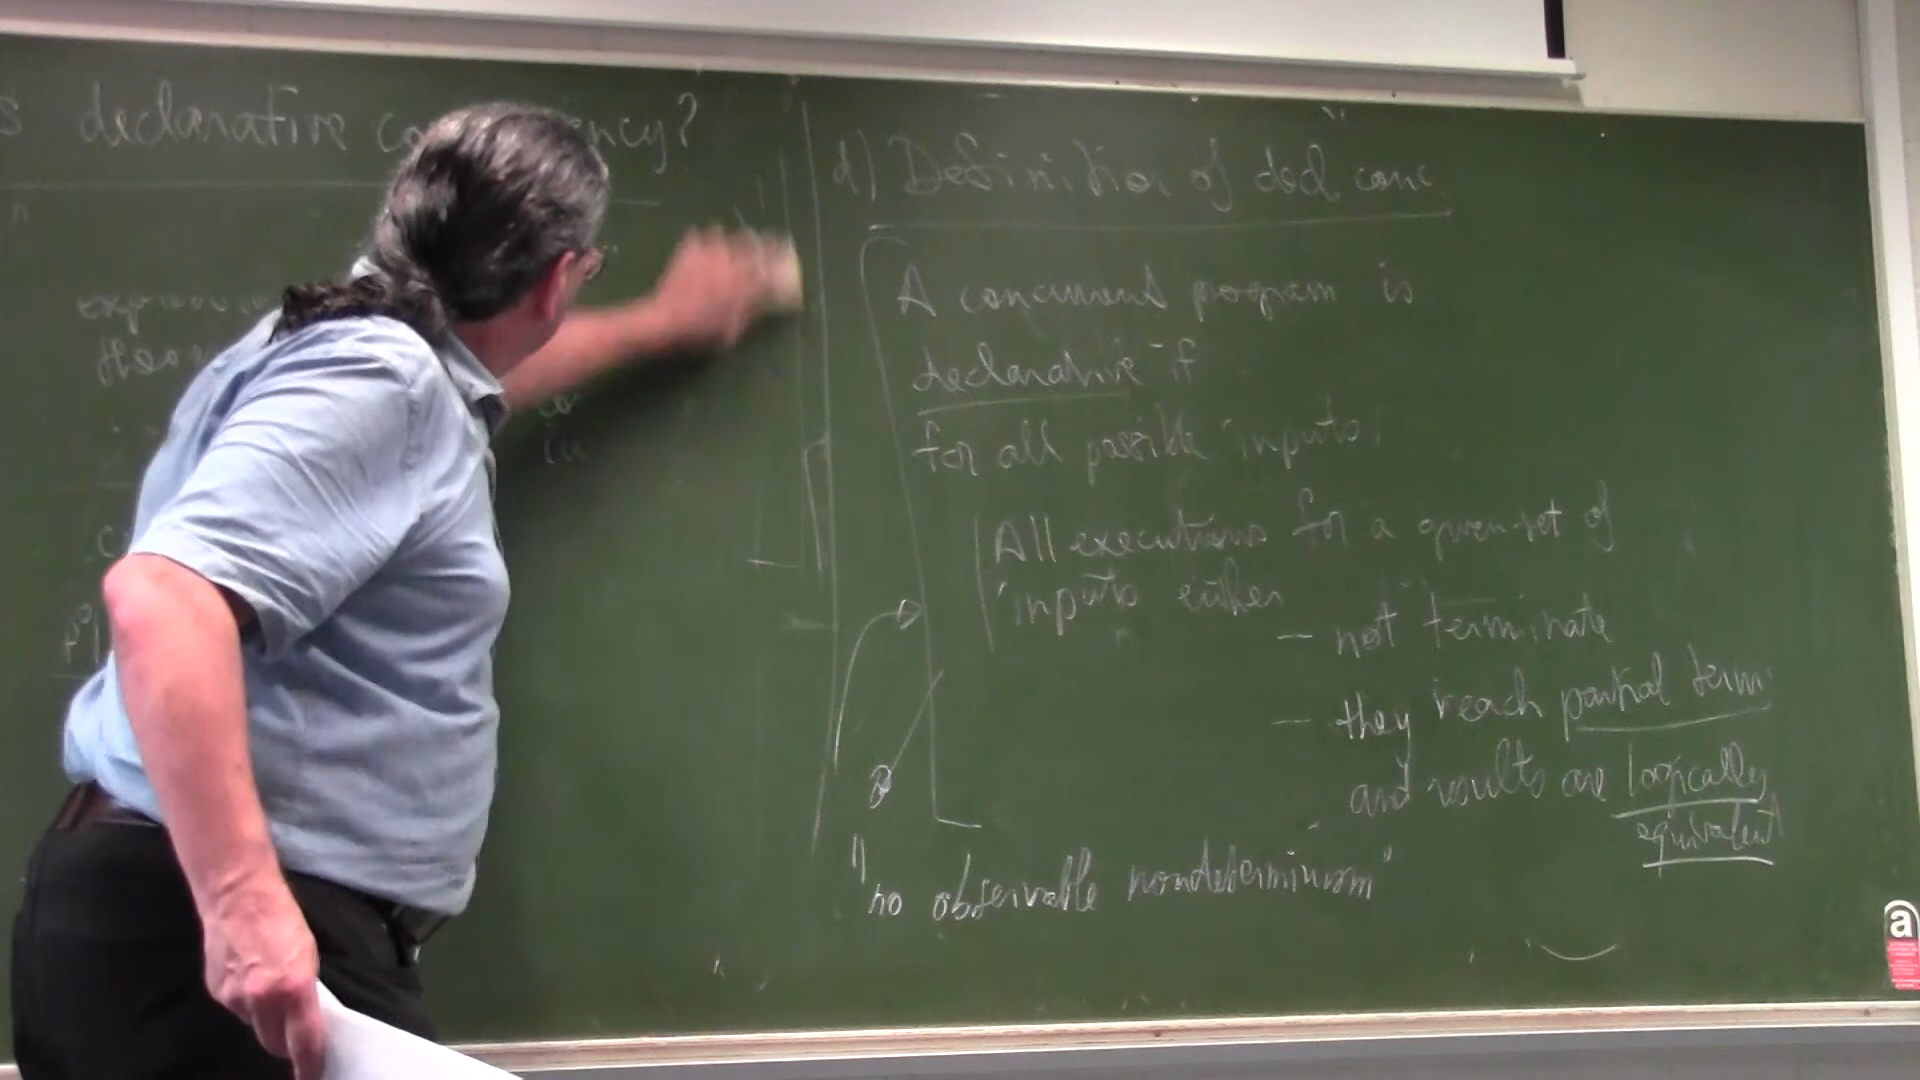 s declarative ency?
d) Definition of decl conc
A concurrent program is
declarative if
for all possible inputs:
All executions for a given set of
inputs either
- not terminate
- they reach partial term.
and results are logically
equivalent
"no observable nondeterminism"
a